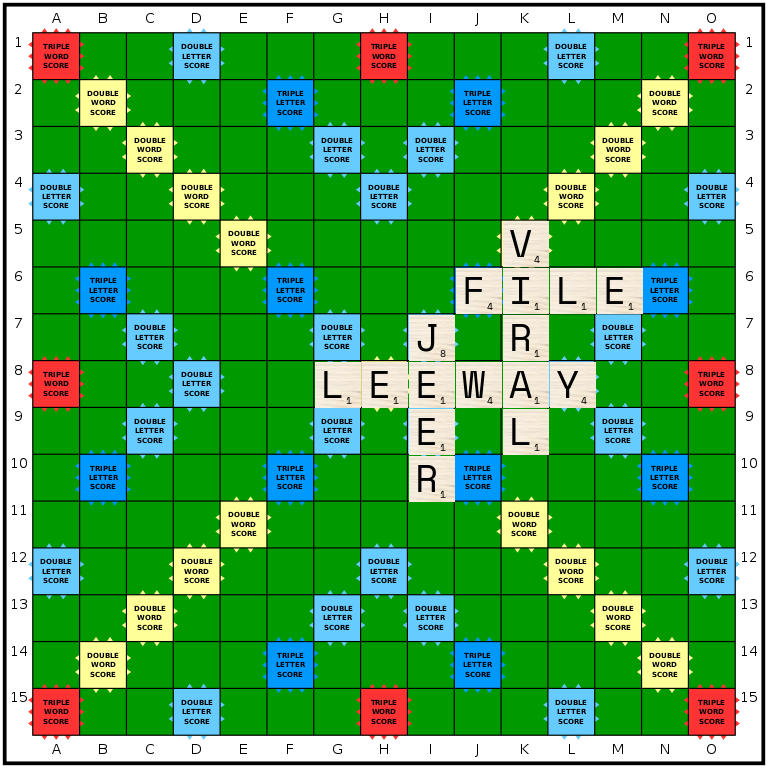 A B C D E F G H I J K L M N O
1 TRIPLE WORD SCORE DOUBLE LETTER SCORE TRIPLE WORD SCORE DOUBLE LETTER SCORE TRIPLE WORD SCORE 1
2 DOUBLE WORD SCORE TRIPLE LETTER SCORE TRIPLE LETTER SCORE DOUBLE WORD SCORE 2
3 DOUBLE WORD SCORE DOUBLE LETTER SCORE DOUBLE LETTER SCORE DOUBLE WORD SCORE 3
4 DOUBLE LETTER SCORE DOUBLE WORD SCORE DOUBLE LETTER SCORE DOUBLE WORD SCORE DOUBLE LETTER SCORE 4
5 DOUBLE WORD SCORE V4 5
6 TRIPLE LETTER SCORE TRIPLE LETTER SCORE F4 I1 L1 E1 TRIPLE LETTER SCORE 6
7 DOUBLE LETTER SCORE DOUBLE LETTER SCORE J8 R1 DOUBLE LETTER SCORE 7
8 TRIPLE WORD SCORE DOUBLE LETTER SCORE L1 E1 E1 W4 A1 Y4 TRIPLE WORD SCORE 8
9 DOUBLE LETTER SCORE DOUBLE LETTER SCORE E1 L1 DOUBLE LETTER SCORE 9
10 TRIPLE LETTER SCORE TRIPLE LETTER SCORE R1 TRIPLE LETTER SCORE TRIPLE LETTER SCORE 10
11 DOUBLE WORD SCORE DOUBLE WORD SCORE 11
12 DOUBLE LETTER SCORE DOUBLE WORD SCORE DOUBLE LETTER SCORE DOUBLE WORD SCORE DOUBLE LETTER SCORE 12
13 DOUBLE WORD SCORE DOUBLE LETTER SCORE DOUBLE LETTER SCORE DOUBLE WORD SCORE 13
14 DOUBLE WORD SCORE TRIPLE LETTER SCORE TRIPLE LETTER SCORE DOUBLE WORD SCORE 14
15 TRIPLE WORD SCORE DOUBLE LETTER SCORE TRIPLE WORD SCORE DOUBLE LETTER SCORE TRIPLE WORD SCORE 15
A B C D E F G H I J K L M N O